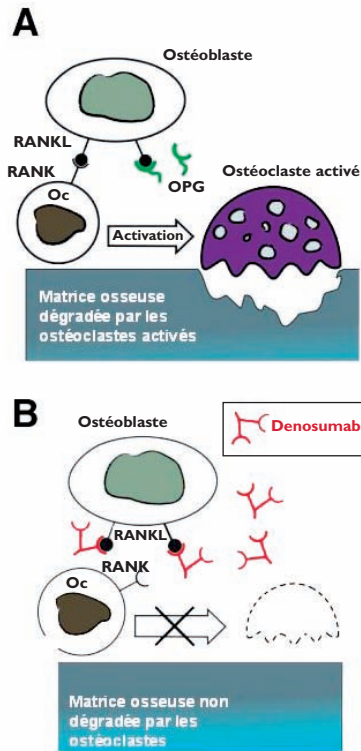 A
Ostéoblaste
RANKL
RANK
OPG
Oc
Ostéoclaste activé
Activation
Matrice osseuse
dégradée par les
ostéoclastes activés
B
Denosumab
Ostéoblaste
RANKL
RANK
Oc
Matrice osseuse non
dégradée par les
ostéoclastes